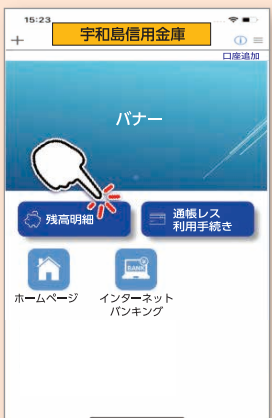 15:23
宇和島信用金庫
口座追加
バナー
残高明細
通帳レス
利用手続き
BANK
ホームページ
インターネット
バンキング